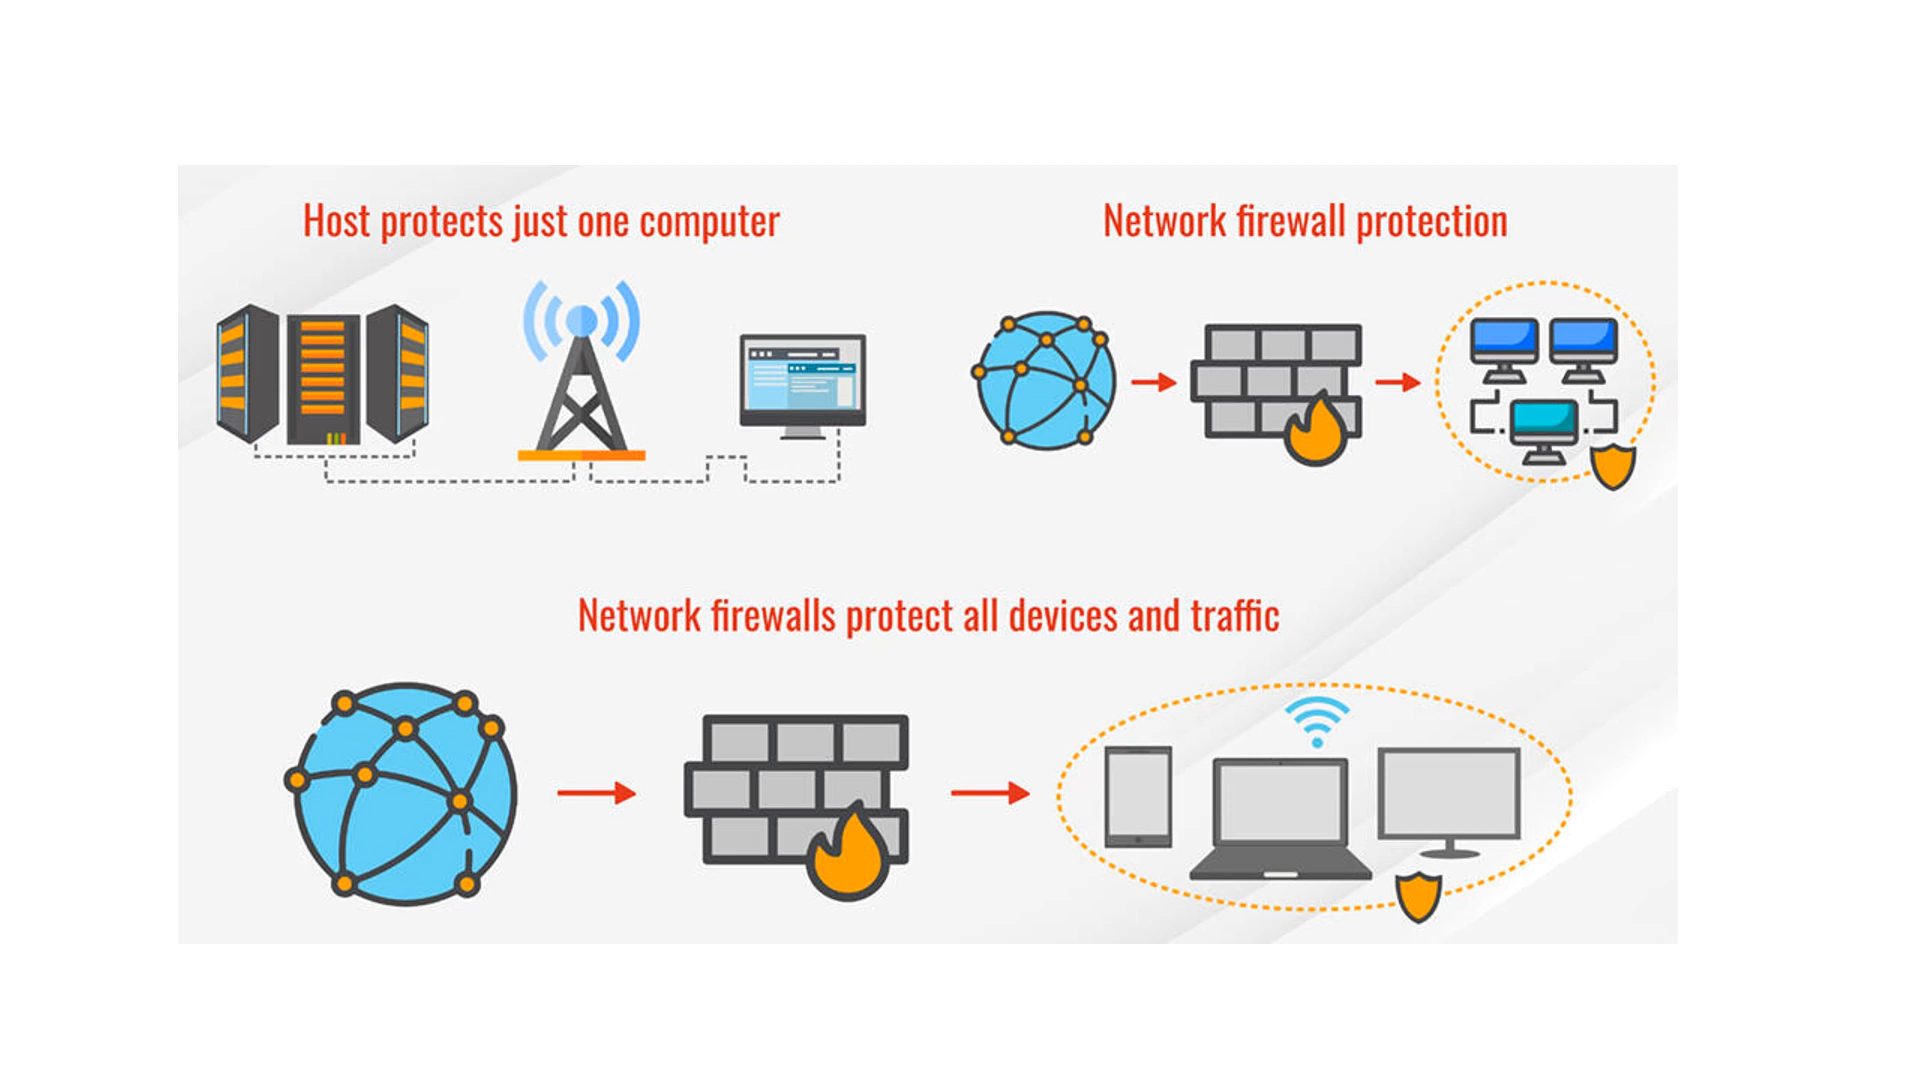 Host protects just one computer
Network firewall protection
Network firewalls protect all devices and traffic